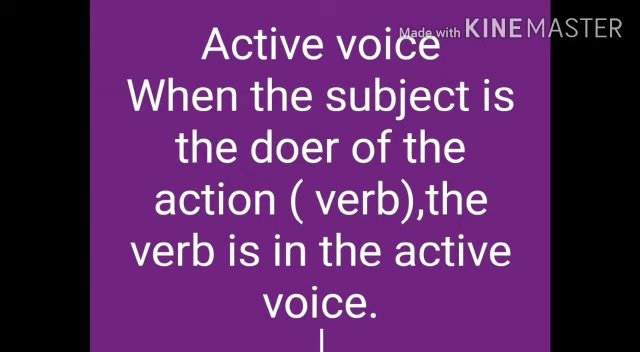 Made with KINEMASTER
Active voice
When the subject is
the doer of the
action ( verb),the
verb is in the active
voice.